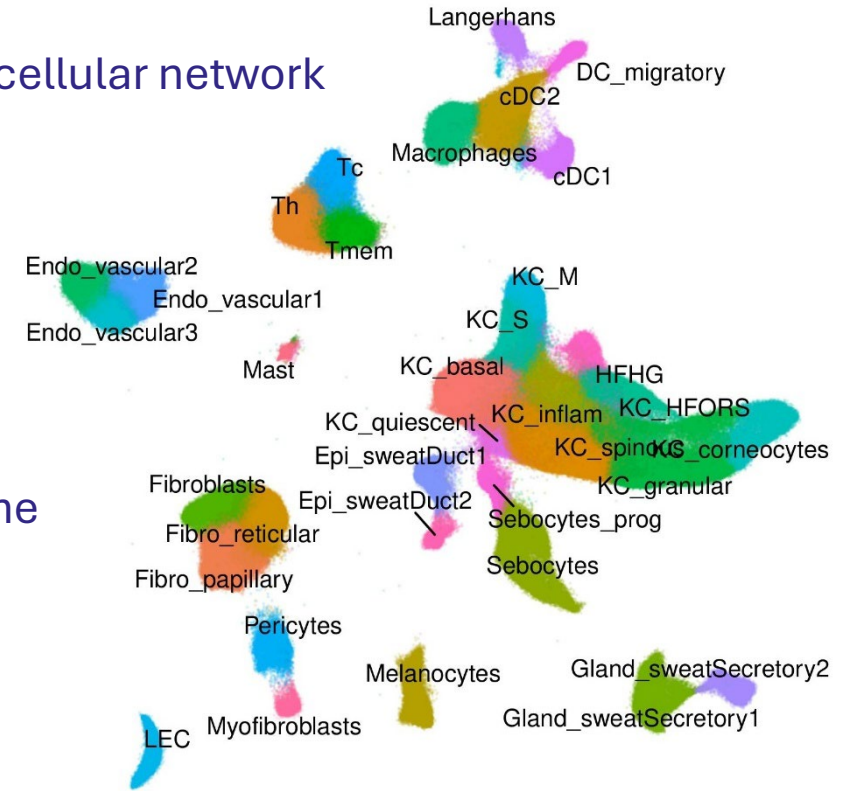 Langerhans
cellular network
DC_migratory
cDC2
Macrophages
cDC1
Tc
Th
Tmem
Endo_vascular2
Endo_vascular1
Endo_vascular3
Mast
KC_M
KC_S
KC_basal
HFHG
KC_inflam
KC_HFORS
KC_quiescent
KC_spinous
KC_corneocytes
Epi_sweatDuct1
KC_granular
Fibroblasts
Epi_sweatDuct2
ne
Sebocytes_prog
Fibro_reticular
Sebocytes
Fibro_papillary
Pericytes
Melanocytes
Gland_sweatSecretory2
Myofibroblasts
Gland_sweatSecretory1
LEC